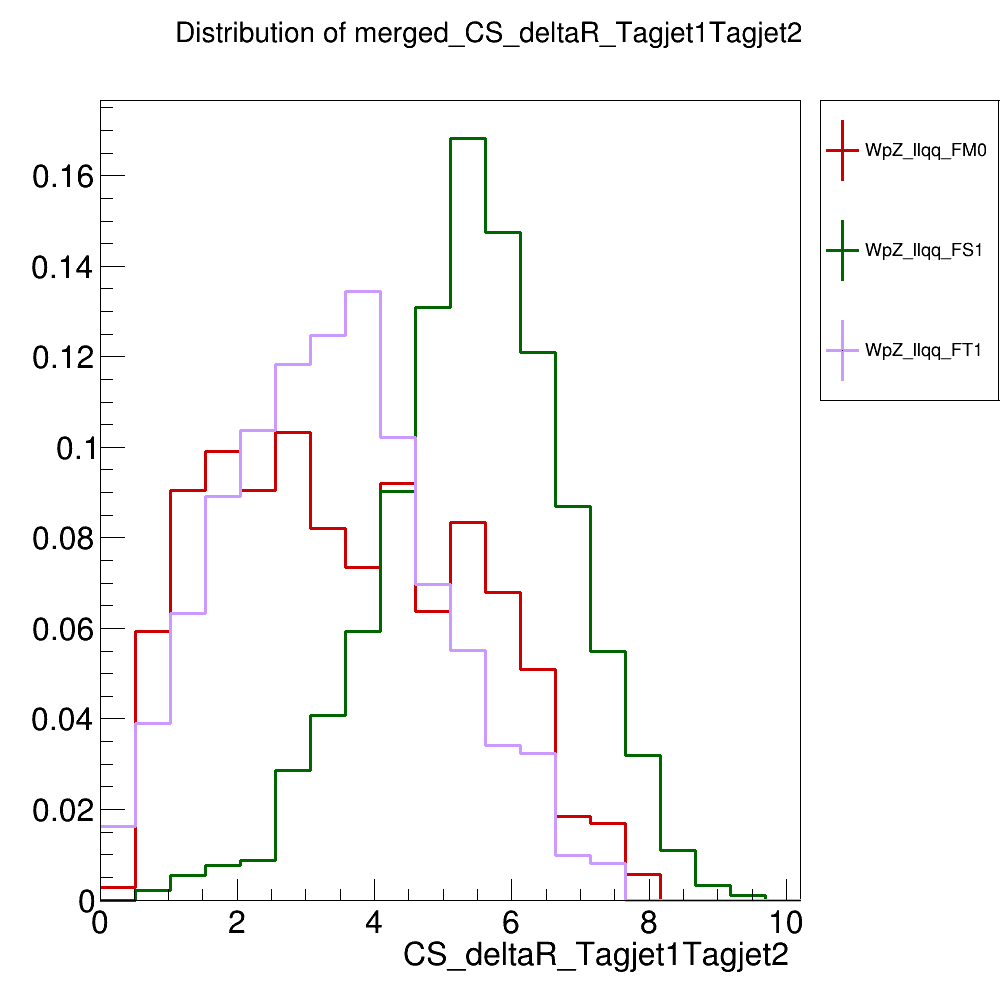 Distribution of merged_CS_deltaR_Tagjet1Tagjet2
WpZ_llqq_FM0
WpZ_llqq_FS1
WpZ_llqq_FT1
0.16
0.14
0.12
0.1
0.08
0.06
0.04
0.02
0
0 2 4 6 8 10
CS_deltaR_Tagjet1Tagjet2